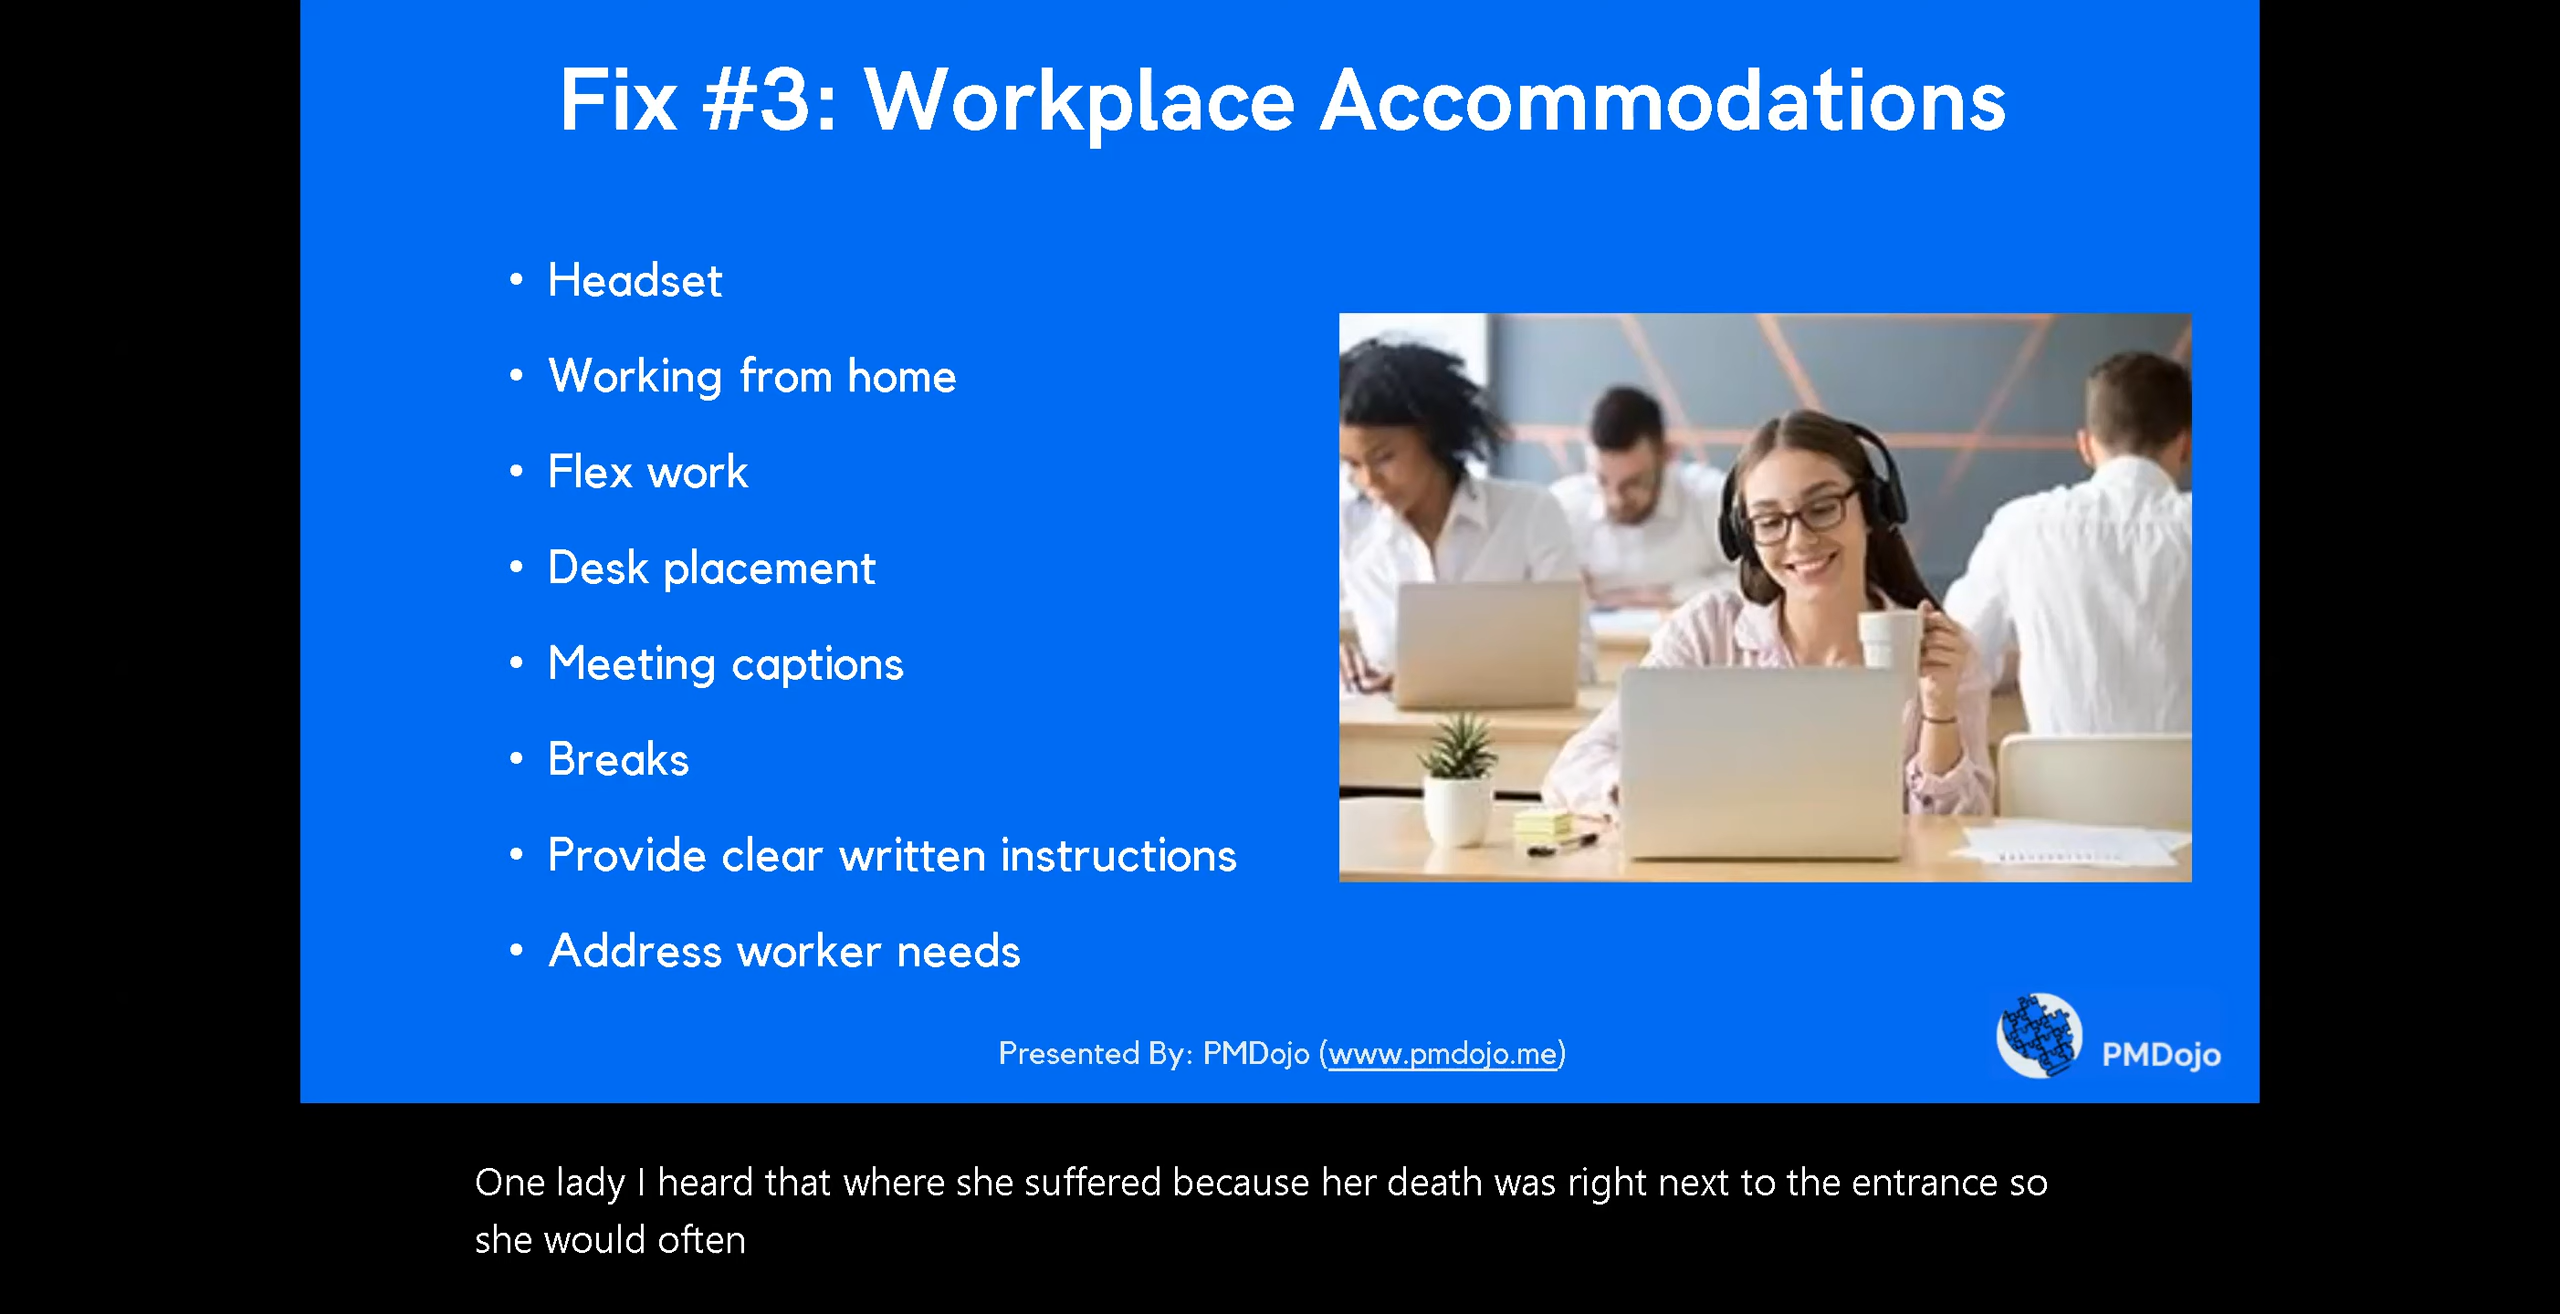 Fix #3: Workplace Accommodations
• Headset
• Working from home
• Flex work
• Desk placement
• Meeting captions
• Breaks
• Provide clear written instructions
• Address worker needs
Presented By: PMDojo (www.pmdojo.me)
PMDojo
One lady I heard that where she suffered because her death was right next to the entrance so
she would often